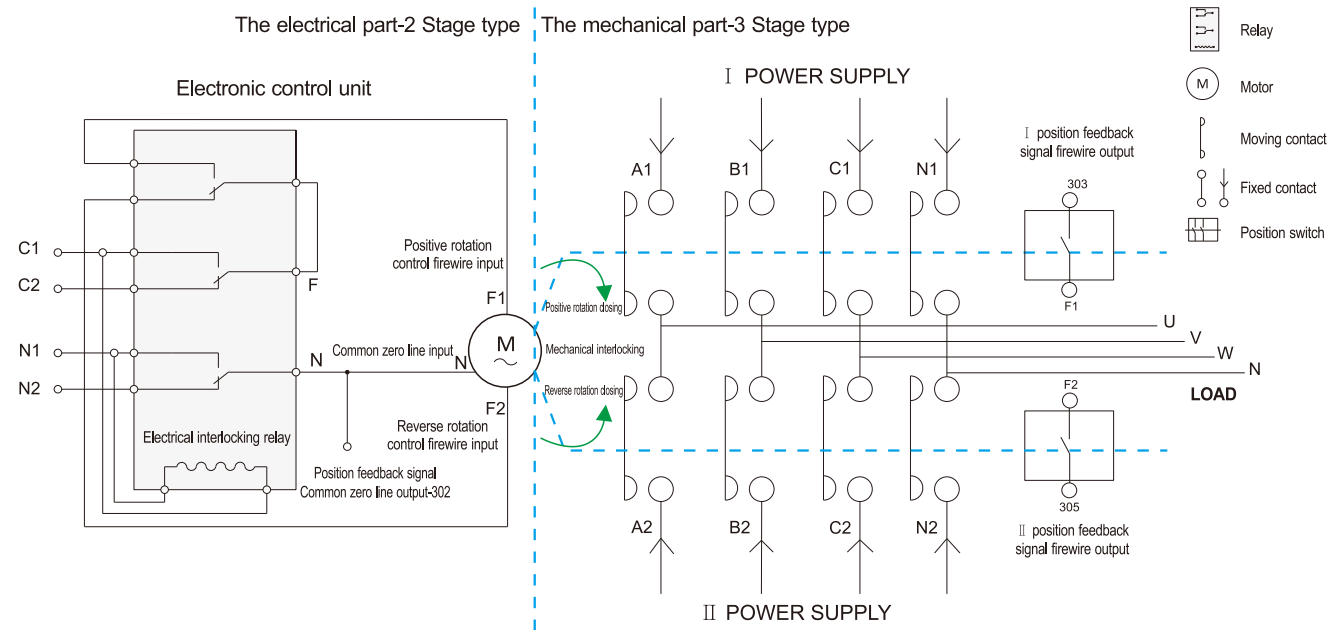 The electrical part-2 Stage type
The mechanical part-3 Stage type
Electronic control unit
C1
C2
N1
N2
F
N
Electrical interlocking relay
Positive rotation
control firewire input
F1
Common zero line input
N
M
F2
Reverse rotation
control firewire input
Position feedback signal
Common zero line output-302
Ⅰ POWER SUPPLY
A1
B1
C1
N1
Positive rotation closing
Mechanical interlocking
Reverse rotation closing
U
V
W
N
LOAD
A2
B2
C2
N2
Ⅱ POWER SUPPLY
Ⅰ position feedback
signal firewire output
303
F1
F2
305
Ⅱ position feedback
signal firewire output
Relay
M
Motor
Moving contact
Fixed contact
Position switch